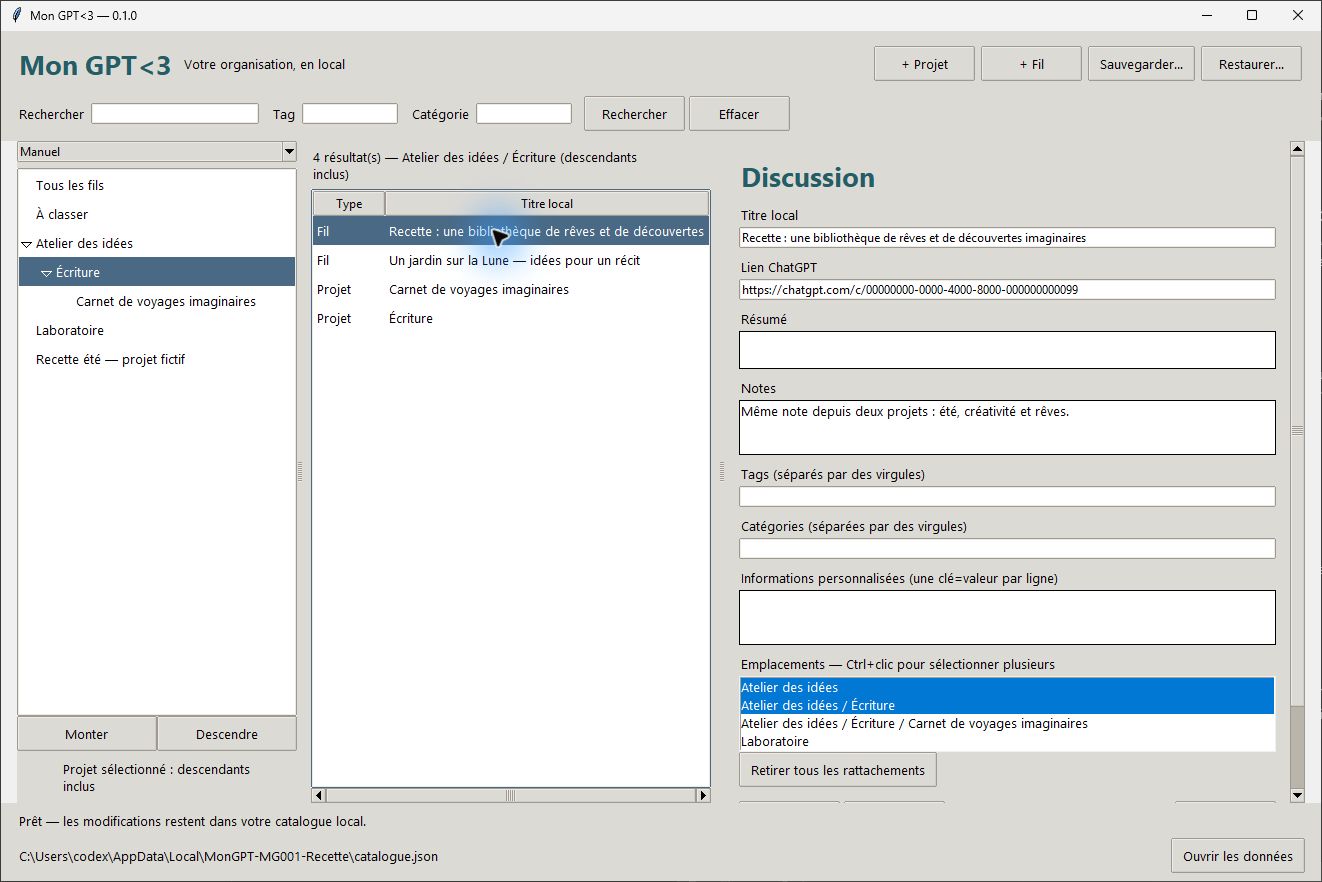 Mon GPT<3 — 0.1.0
Mon GPT<3 Votre organisation, en local
+ Projet
+ Fil
Sauvegarder...
Restaurer...
Rechercher
Tag
Catégorie
Rechercher
Effacer
Manuel
Tous les fils
À classer
Atelier des idées
Écriture
Carnet de voyages imaginaires
Laboratoire
Recette été — projet fictif
Monter
Descendre
Projet sélectionné : descendants
inclus
4 résultat(s) — Atelier des idées / Écriture (descendants
inclus)
Type Titre local
Fil Recette : une bibliothèque de rêves et de découvertes
Fil Un jardin sur la Lune — idées pour un récit
Projet Carnet de voyages imaginaires
Projet Écriture
Discussion
Titre local
Recette : une bibliothèque de rêves et de découvertes imaginaires
Lien ChatGPT
https://chatgpt.com/c/00000000-0000-4000-8000-000000000099
Résumé
Notes
Même note depuis deux projets : été, créativité et rêves.
Tags (séparés par des virgules)
Catégories (séparées par des virgules)
Informations personnalisées (une clé=valeur par ligne)
Emplacements — Ctrl+clic pour sélectionner plusieurs
Atelier des idées
Atelier des idées / Écriture
Atelier des idées / Écriture / Carnet de voyages imaginaires
Laboratoire
Retirer tous les rattachements
Prêt — les modifications restent dans votre catalogue local.
C:\Users\codex\AppData\Local\MonGPT-MG001-Recette\catalogue.json
Ouvrir les données